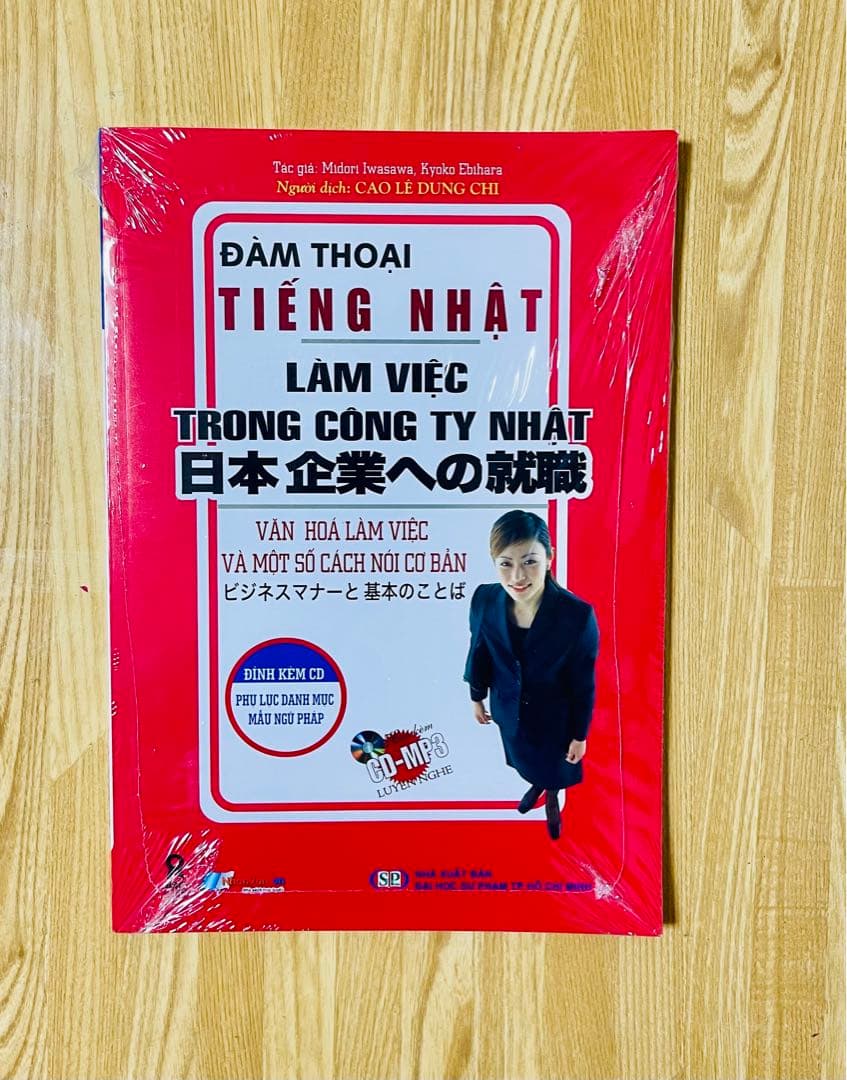 Tác giả: Midori Iwasawa, Kyoko Ebihara
Người dịch: CAO LÊ DUNG CHI
ĐÀM THOẠI
TIẾNG NHẬT
LÀM VIỆC
TRONG CÔNG TY NHẬT
日本企業への就職
VĂN HOÁ LÀM VIỆC
VÀ MỘT SỐ CÁCH NÓI CƠ BẢN
ビジネスマナーと基本のことば
ĐÍNH KÈM CD
PHỤ LỤC DANH MỤC
MẪU NGỮ PHÁP
kèm
CD-MP3
LUYỆN NGHE
SP
NHÀ XUẤT BẢN
ĐẠI HỌC SƯ PHẠM TP HỒ CHÍ MINH